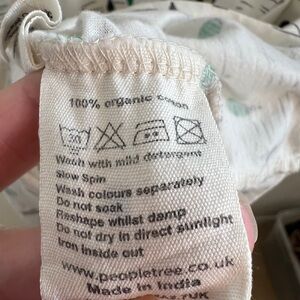 100% organic cotton
30
Wash with mild detergent
Slow Spin
Wash colours separately
Do not soak
Reshape whilst damp
Do not dry in direct sunlight
Iron inside out
www.peopletree.co.uk
Made in India